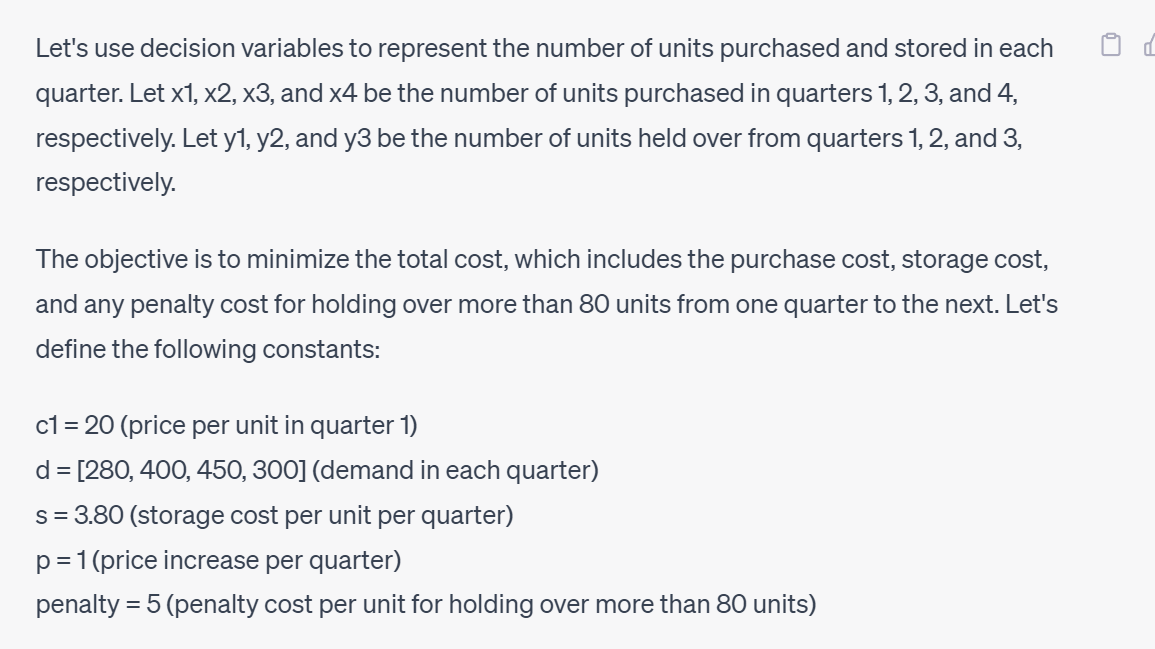 Let's use decision variables to represent the number of units purchased and stored in each
quarter. Let x1, x2, x3, and x4 be the number of units purchased in quarters 1, 2, 3, and 4,
respectively. Let y1, y2, and y3 be the number of units held over from quarters 1, 2, and 3,
respectively.
The objective is to minimize the total cost, which includes the purchase cost, storage cost,
and any penalty cost for holding over more than 80 units from one quarter to the next. Let's
define the following constants:
c1 = 20 (price per unit in quarter 1)
d = [280, 400, 450, 300] (demand in each quarter)
s = 3.80 (storage cost per unit per quarter)
p = 1 (price increase per quarter)
penalty = 5 (penalty cost per unit for holding over more than 80 units)